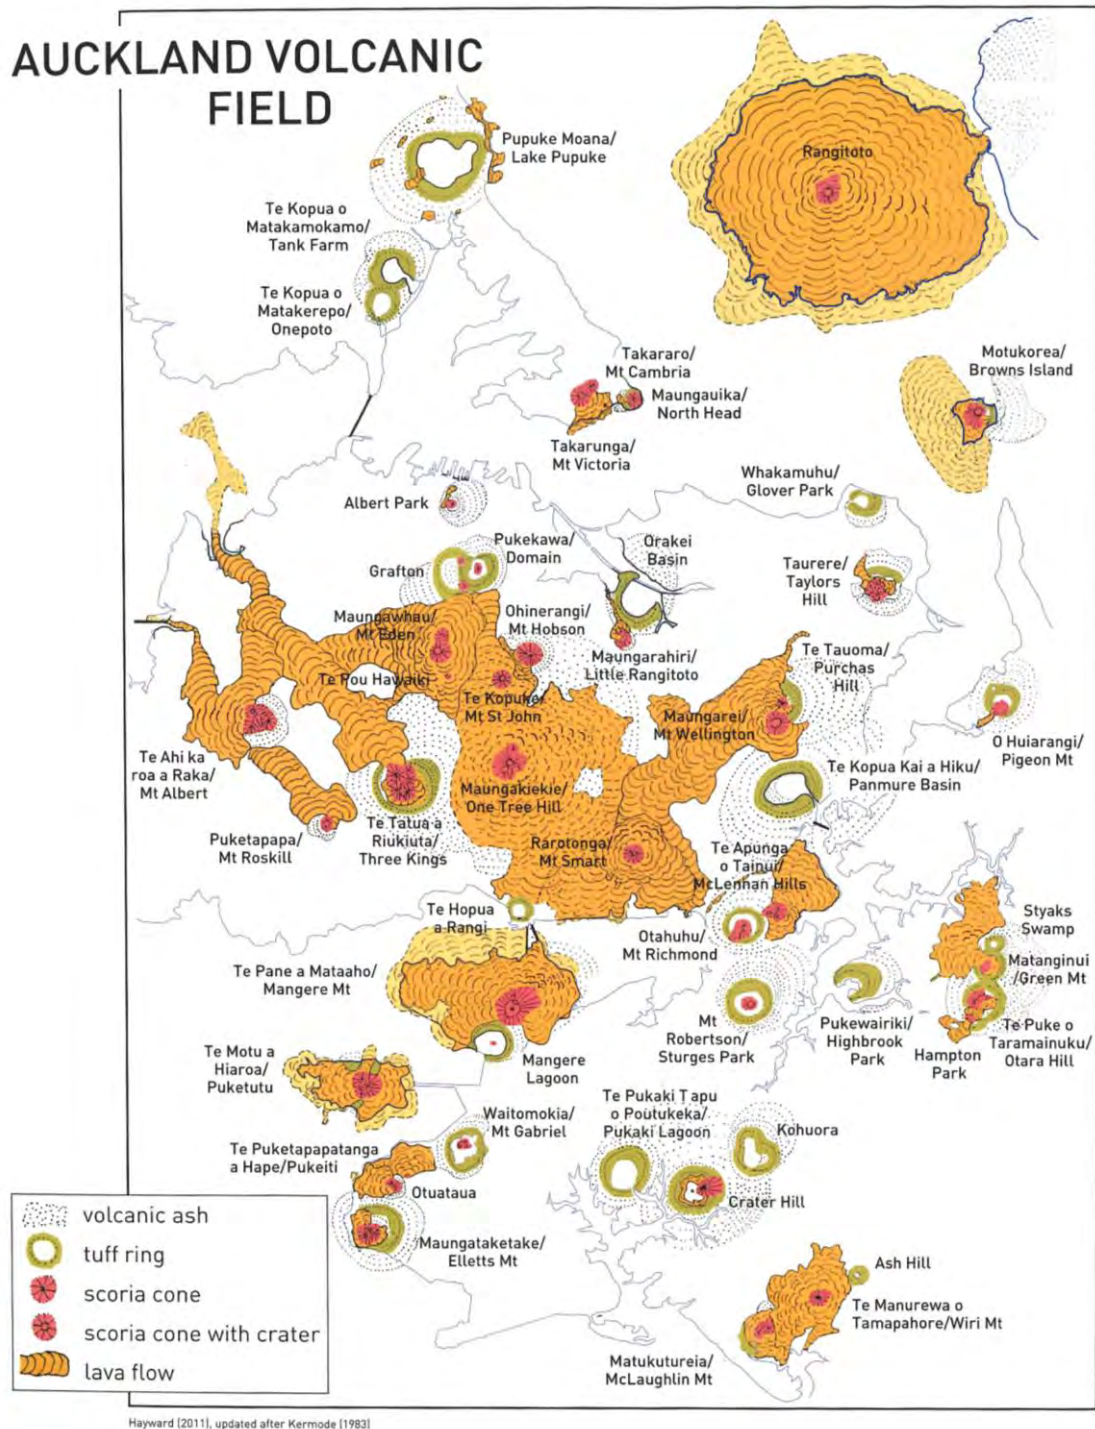 AUCKLAND VOLCANIC
FIELD
Pupuke Moana/
Lake Pupuke
Rangitoto
Te Kopua o
Matakamokamo/
Tank Farm
Te Kopua o
Matakerepo/
Onepoto
Takararo/
Mt Cambria
Maungauika/
North Head
Takarunga/
Mt Victoria
Motukorea/
Browns Island
Whakamuhu/
Glover Park
Albert Park
Pukekawa/
Domain
Grafton
Orakei
Basin
Taurere/
Taylors
Hill
Maungawhau/
Mt Eden
Ohinerangi/
Mt Hobson
Maungarahiri/
Little Rangitoto
Te Tauoma/
Purchas
Hill
Te Pou Hawaiki
Te Kopuke/
Mt St John
Maungarei/
Mt Wellington
O Huiarangi/
Pigeon Mt
Te Ahi ka
roa a Raka/
Mt Albert
Maungakiekie/
One Tree Hill
Te Kopua Kai a Hiku/
Panmure Basin
Puketapapa/
Mt Roskill
Te Tatua a
Riukiuta/
Three Kings
Rarotonga/
Mt Smart
Te Apunga
o Tainui/
McLennan Hills
Te Hopua
a Rangi
Otahuhu/
Mt Richmond
Styaks
Swamp
Te Pane a Mataaho/
Mangere Mt
Matanginui
/Green Mt
Mt
Robertson/
Sturges Park
Pukewairiki/
Highbrook
Park
Hampton
Park
Te Puke o
Taramainuku/
Otara Hill
Te Motu a
Hiaroa/
Puketutu
Mangere
Lagoon
Waitomokia/
Mt Gabriel
Te Pukaki Tapu
o Poutukeka/
Pukaki Lagoon
Kohuora
Te Puketapapatanga
a Hape/Pukeiti
Otuataua
Crater Hill
Maungataketake/
Elletts Mt
Ash Hill
Te Manurewa o
Tamapahore/Wiri Mt
Matukutureia/
McLaughlin Mt
volcanic ash
tuff ring
scoria cone
scoria cone with crater
lava flow
Hayward (2011), updated after Kermode (1983)